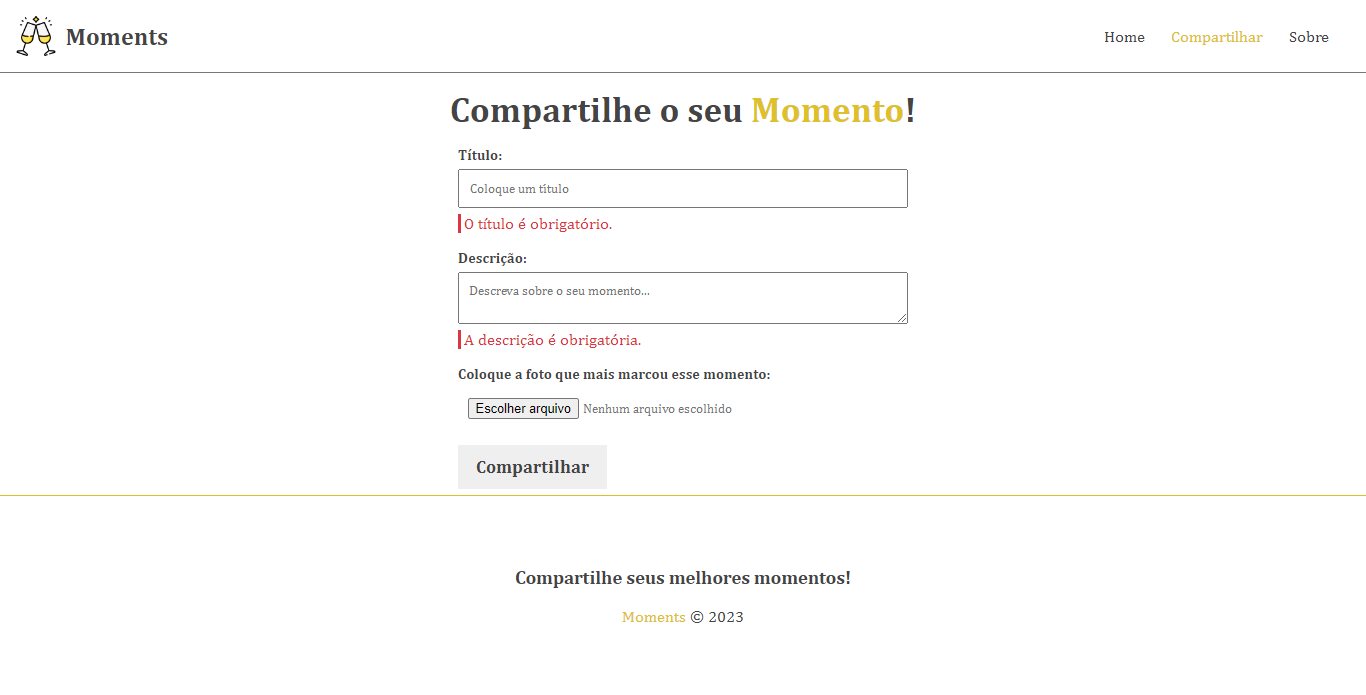 Moments
Home Compartilhar Sobre
Compartilhe o seu Momento!
Título:
Coloque um título
O título é obrigatório.
Descrição:
Descreva sobre o seu momento...
A descrição é obrigatória.
Coloque a foto que mais marcou esse momento:
Escolher arquivo Nenhum arquivo escolhido
Compartilhar
Compartilhe seus melhores momentos!
Moments © 2023